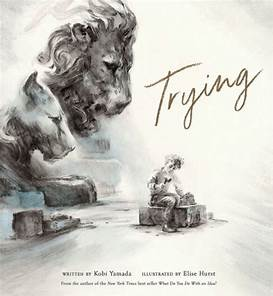 Trying
WRITTEN BY Kobi Yamada ILLUSTRATED BY Elise Hurst
From the author of the New York Times best seller What Do You Do With an Idea?